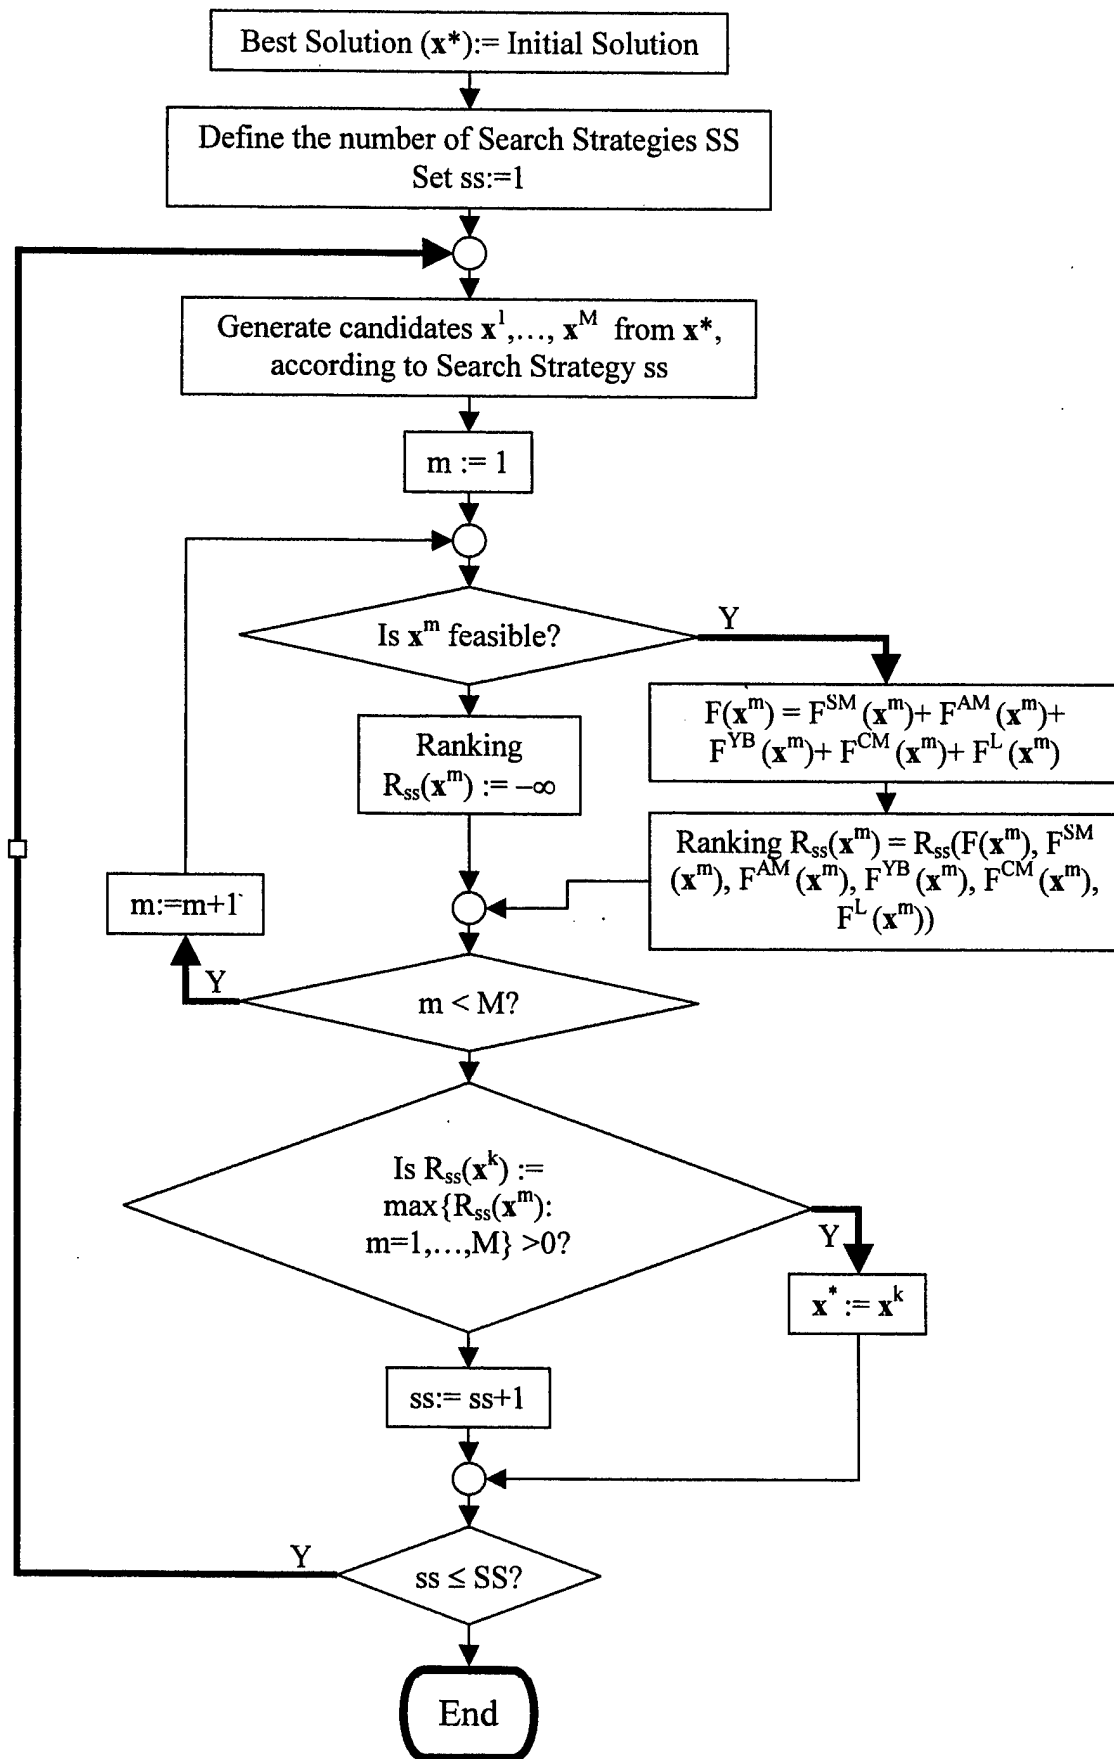 Best Solution (x*):= Initial Solution
Define the number of Search Strategies SS
Set ss:=1
Generate candidates x¹,…, xᴹ from x*,
according to Search Strategy ss
m := 1
Is xᵐ feasible?
Y
F(xᵐ) = Fˢᴹ (xᵐ)+ Fᴬᴹ (xᵐ)+
Fʸᴮ (xᵐ)+ Fᶜᴹ (xᵐ)+ Fᴸ (xᵐ)
Ranking
Rss(xᵐ) := –∞
Ranking Rss(xᵐ) = Rss(F(xᵐ), Fˢᴹ
(xᵐ), Fᴬᴹ (xᵐ), Fʸᴮ (xᵐ), Fᶜᴹ (xᵐ),
Fᴸ (xᵐ))
m:=m+1
Y
m < M?
Is Rss(xᵏ) :=
max{Rss(xᵐ):
m=1,…,M} >0?
Y
x* := xᵏ
ss:= ss+1
Y
ss ≤ SS?
End